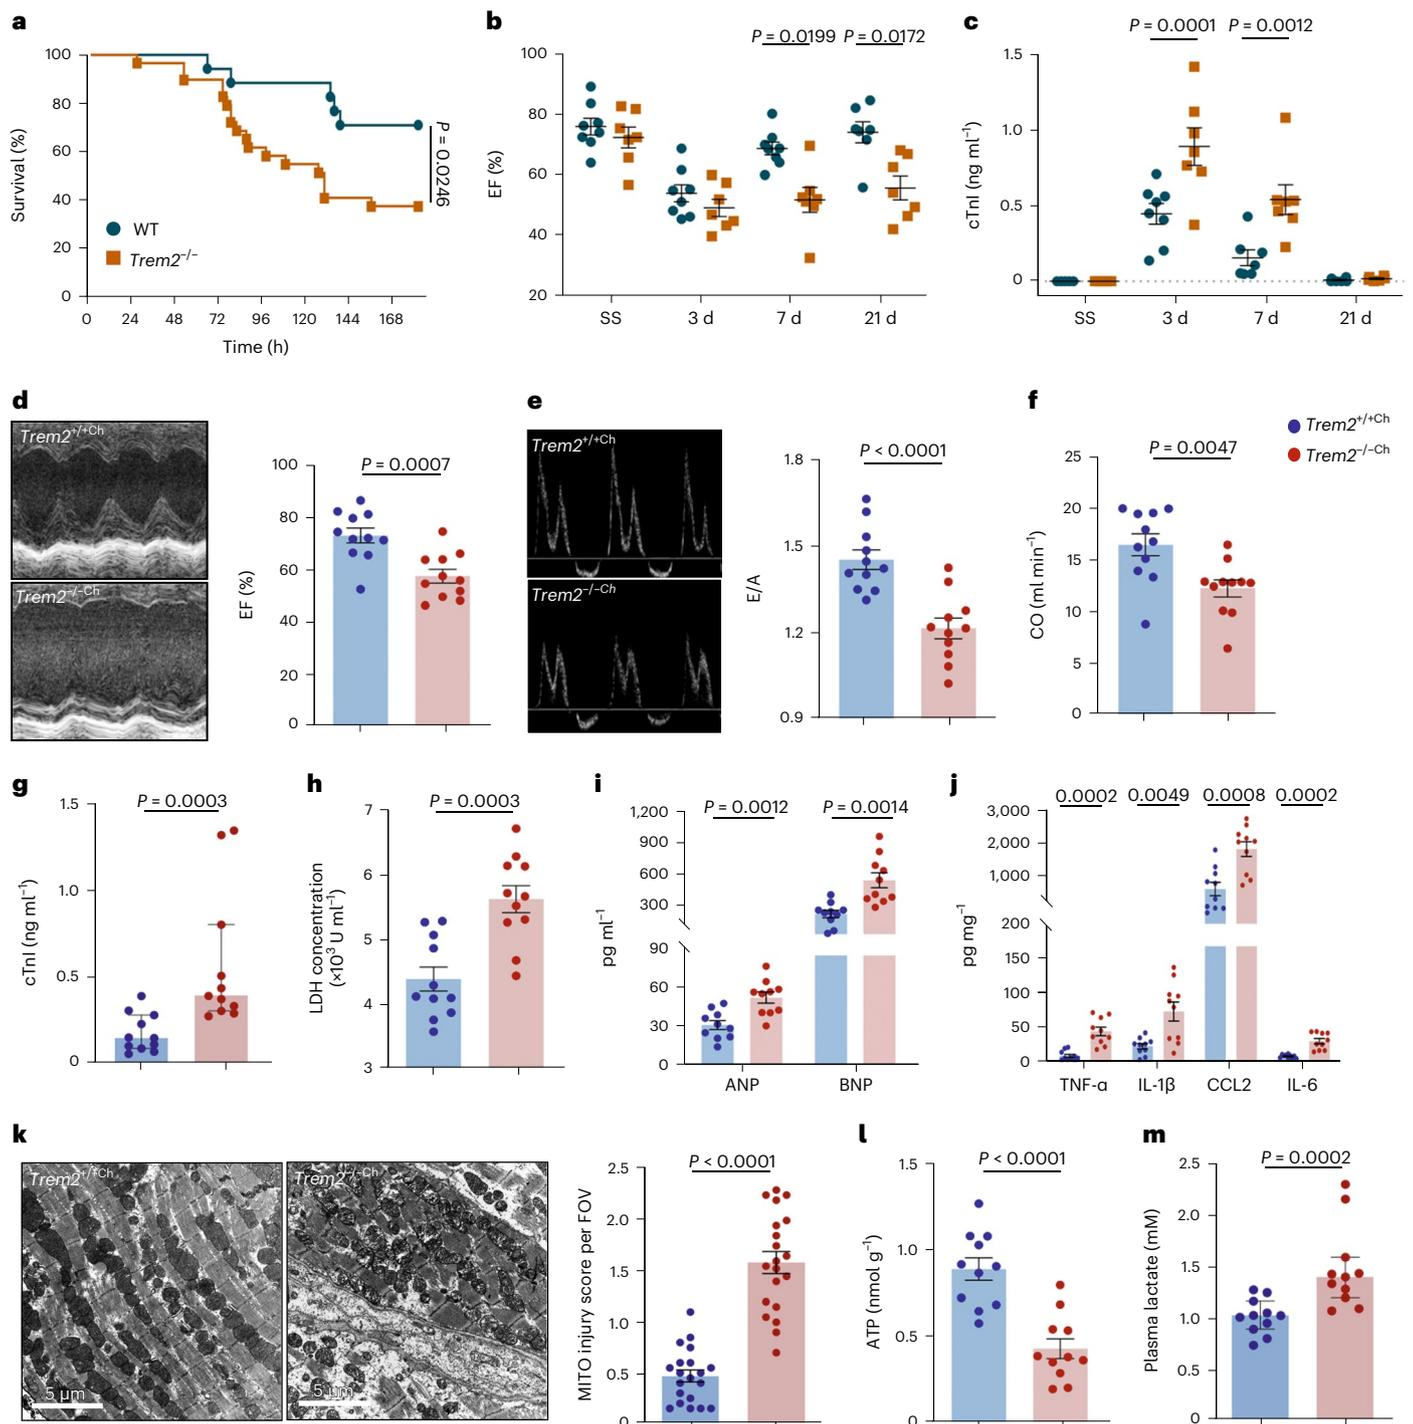 a
Survival (%)
100
80
60
40
20
0
0 24 48 72 96 120 144 168
Time (h)
WT
Trem2−/−
P = 0.0246
b
P = 0.0199 P = 0.0172
EF (%)
100
80
60
40
20
SS 3 d 7 d 21 d
c
P = 0.0001 P = 0.0012
cTnI (ng ml−1)
1.5
1.0
0.5
0
SS 3 d 7 d 21 d
d
Trem2+/+Ch
Trem2−/−Ch
P = 0.0007
EF (%)
100
80
60
40
20
0
e
Trem2+/+Ch
Trem2−/−Ch
P < 0.0001
E/A
1.8
1.5
1.2
0.9
f
Trem2+/+Ch
Trem2−/−Ch
P = 0.0047
CO (ml min−1)
25
20
15
10
5
0
g
P = 0.0003
cTnI (ng ml−1)
1.5
1.0
0.5
0
h
P = 0.0003
LDH concentration
(×10³ U ml−1)
7
6
5
4
3
i
P = 0.0012 P = 0.0014
pg ml−1
1,200
900
600
300
90
60
30
0
ANP BNP
j
0.0002 0.0049 0.0008 0.0002
pg mg−1
3,000
2,000
1,000
200
150
100
50
0
TNF-α IL-1β CCL2 IL-6
k
Trem2+/+Ch
Trem2−/−Ch
5 µm
5 µm
P < 0.0001
MITO injury score per FOV
2.5
2.0
1.5
1.0
0.5
0
l
P < 0.0001
ATP (nmol g−1)
1.5
1.0
0.5
0
m
P = 0.0002
Plasma lactate (mM)
2.5
2.0
1.5
1.0
0.5
0